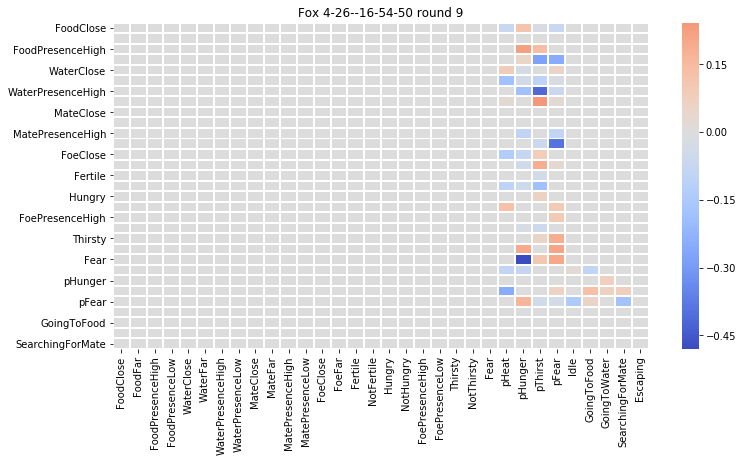 Fox 4-26--16-54-50 round 9
FoodClose
FoodPresenceHigh
WaterClose
WaterPresenceHigh
MateClose
MatePresenceHigh
FoeClose
Fertile
Hungry
FoePresenceHigh
Thirsty
Fear
pHunger
pFear
GoingToFood
SearchingForMate
FoodClose
FoodFar
FoodPresenceHigh
FoodPresenceLow
WaterClose
WaterFar
WaterPresenceHigh
WaterPresenceLow
MateClose
MateFar
MatePresenceHigh
MatePresenceLow
FoeClose
FoeFar
Fertile
NotFertile
Hungry
NotHungry
FoePresenceHigh
FoePresenceLow
Thirsty
NotThirsty
Fear
pHeat
pHunger
pThirst
pFear
Idle
GoingToFood
GoingToWater
SearchingForMate
Escaping
0.15
0.00
−0.15
−0.30
−0.45